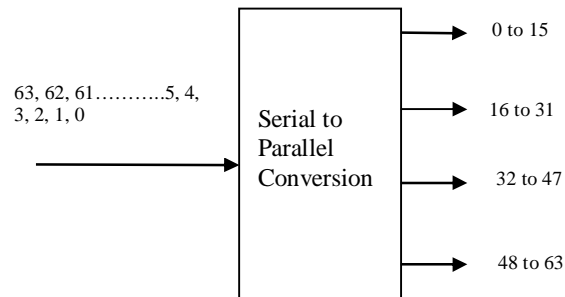 63, 62, 61………..5, 4,
3, 2, 1, 0
Serial to
Parallel
Conversion
0 to 15
16 to 31
32 to 47
48 to 63